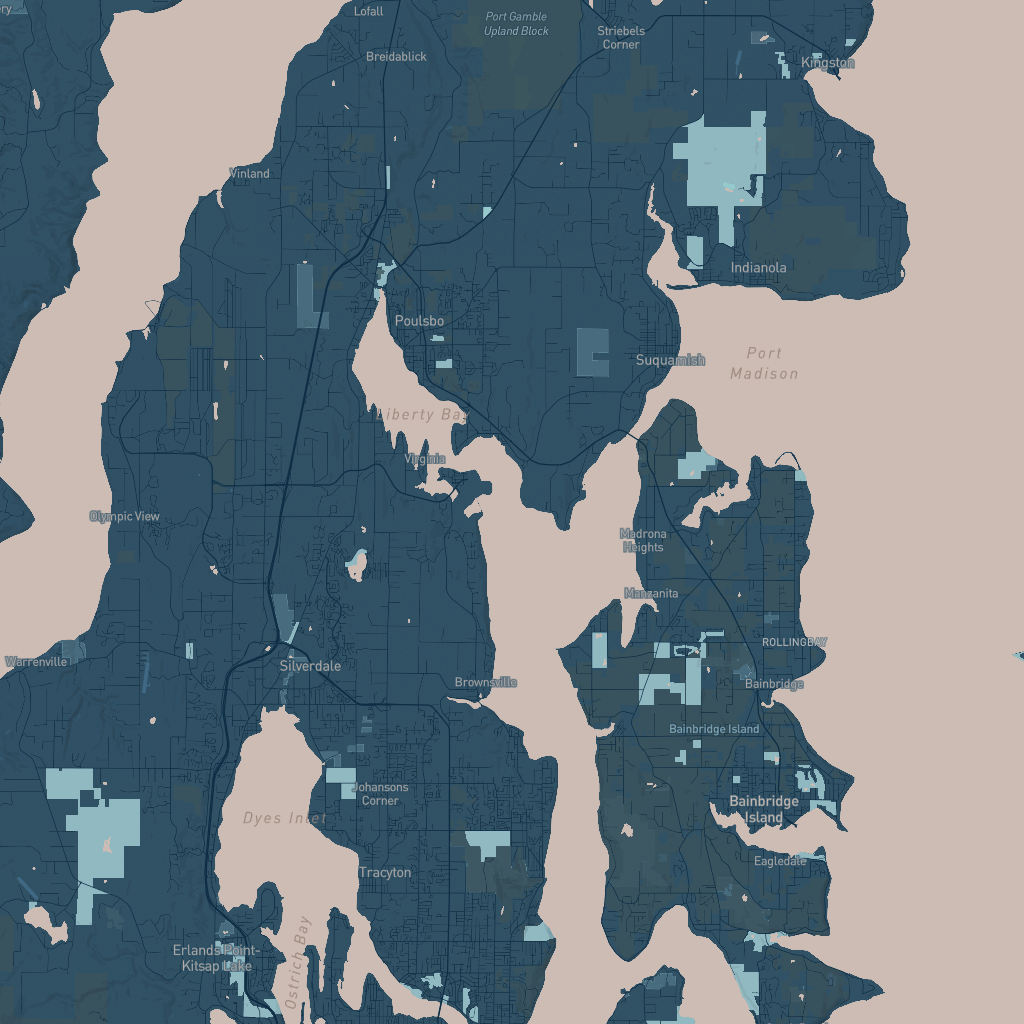 ery
Lofall
Port Gamble
Upland Block
Striebels
Corner
Breidablick
Kingston
Vinland
Indianola
Poulsbo
Suquamish
Port
Madison
Liberty Bay
Virginia
Olympic View
Madrona
Heights
Manzanita
ROLLINGBAY
Warrenville
Silverdale
Brownsville
Bainbridge
Bainbridge Island
Johansons
Corner
Bainbridge
Island
Dyes Inlet
Eagledale
Tracyton
Erlands Point-
Kitsap Lake
Ostrich Bay